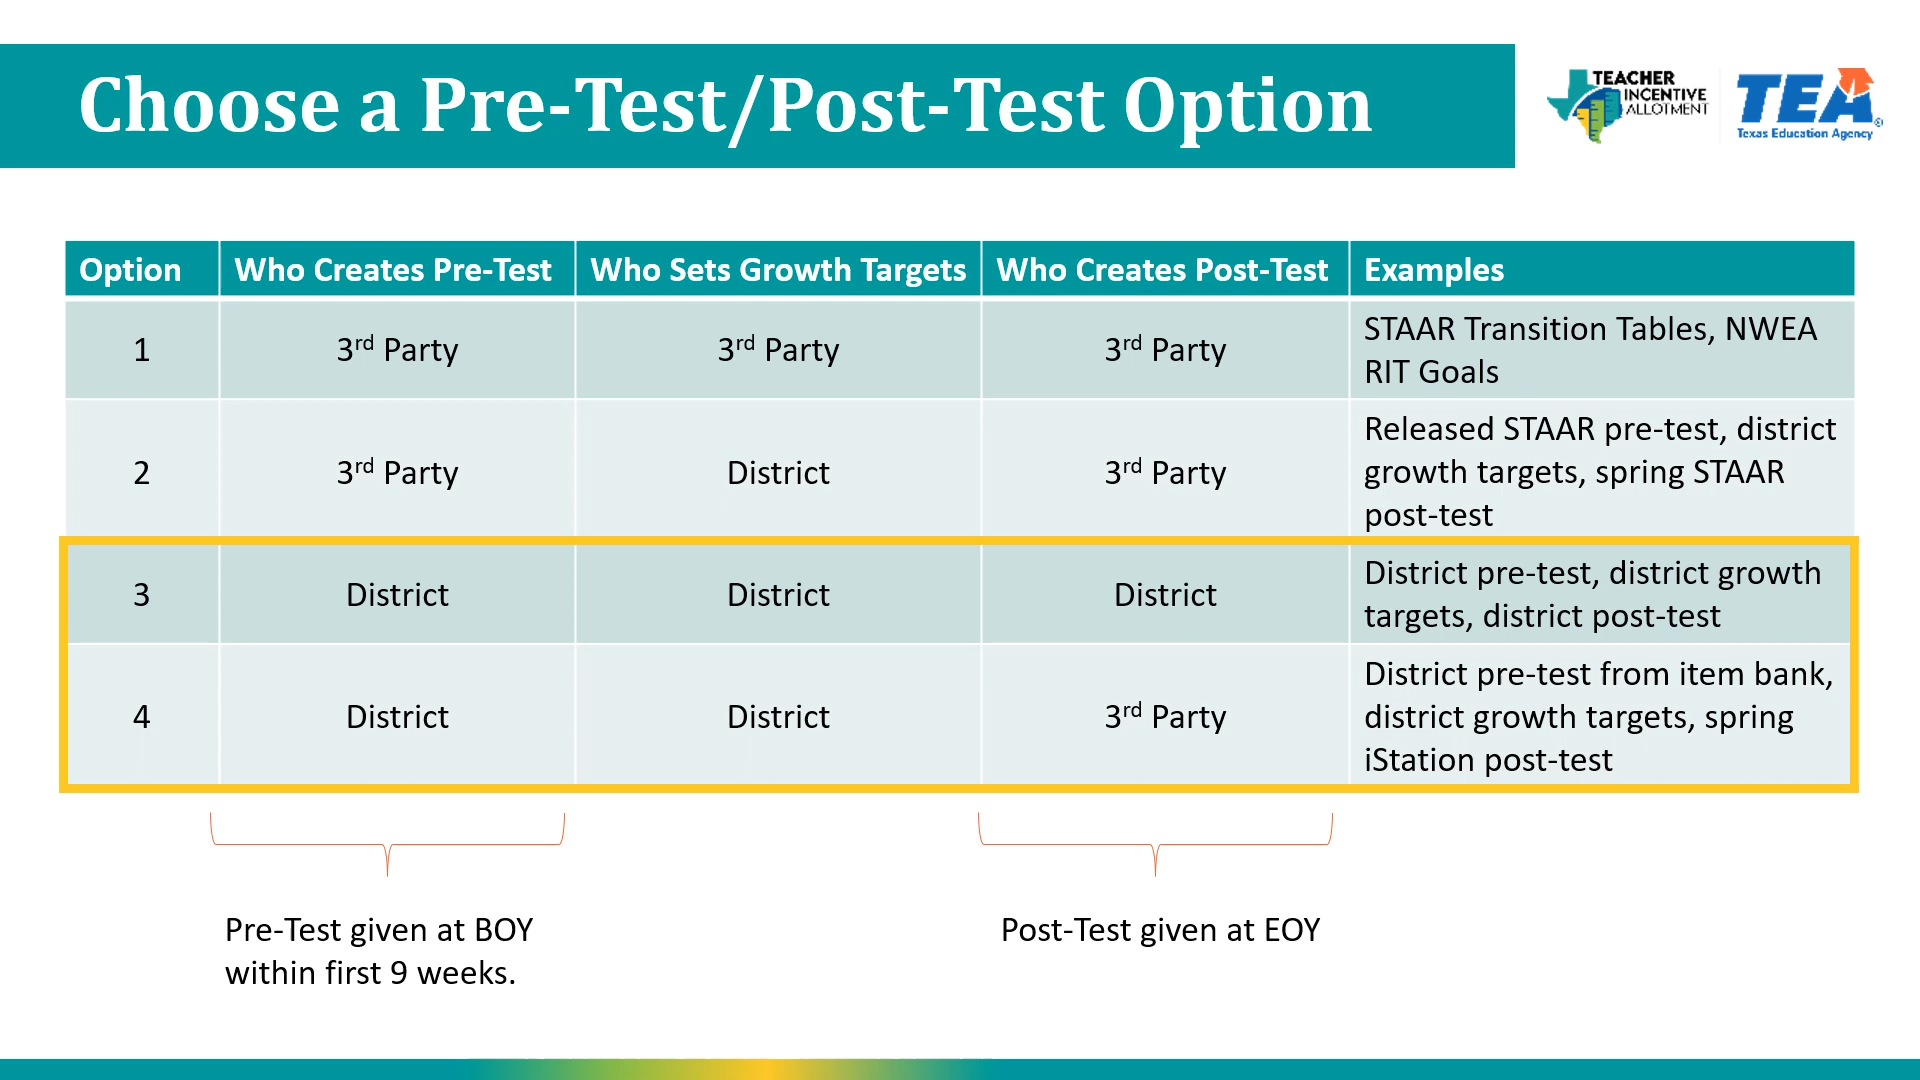 Choose a Pre-Test/Post-Test Option
TEACHER
INCENTIVE
ALLOTMENT
TEA®
Texas Education Agency
Option
Who Creates Pre-Test
Who Sets Growth Targets
Who Creates Post-Test
Examples
1
3rd Party
3rd Party
3rd Party
STAAR Transition Tables, NWEA
RIT Goals
2
3rd Party
District
3rd Party
Released STAAR pre-test, district
growth targets, spring STAAR
post-test
3
District
District
District
District pre-test, district growth
targets, district post-test
4
District
District
3rd Party
District pre-test from item bank,
district growth targets, spring
iStation post-test
Pre-Test given at BOY
within first 9 weeks.
Post-Test given at EOY